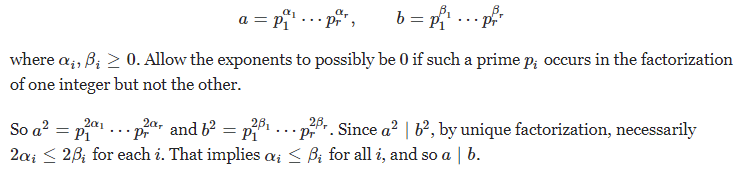 a = p_1^{α_1} ⋯ p_r^{α_r}, b = p_1^{β_1} ⋯ p_r^{β_r}
where α_i, β_i ≥ 0. Allow the exponents to possibly be 0 if such a prime p_i occurs in the factorization
of one integer but not the other.
So a^2 = p_1^{2α_1} ⋯ p_r^{2α_r} and b^2 = p_1^{2β_1} ⋯ p_r^{2β_r}. Since a^2 | b^2, by unique factorization, necessarily
2α_i ≤ 2β_i for each i. That implies α_i ≤ β_i for all i, and so a | b.